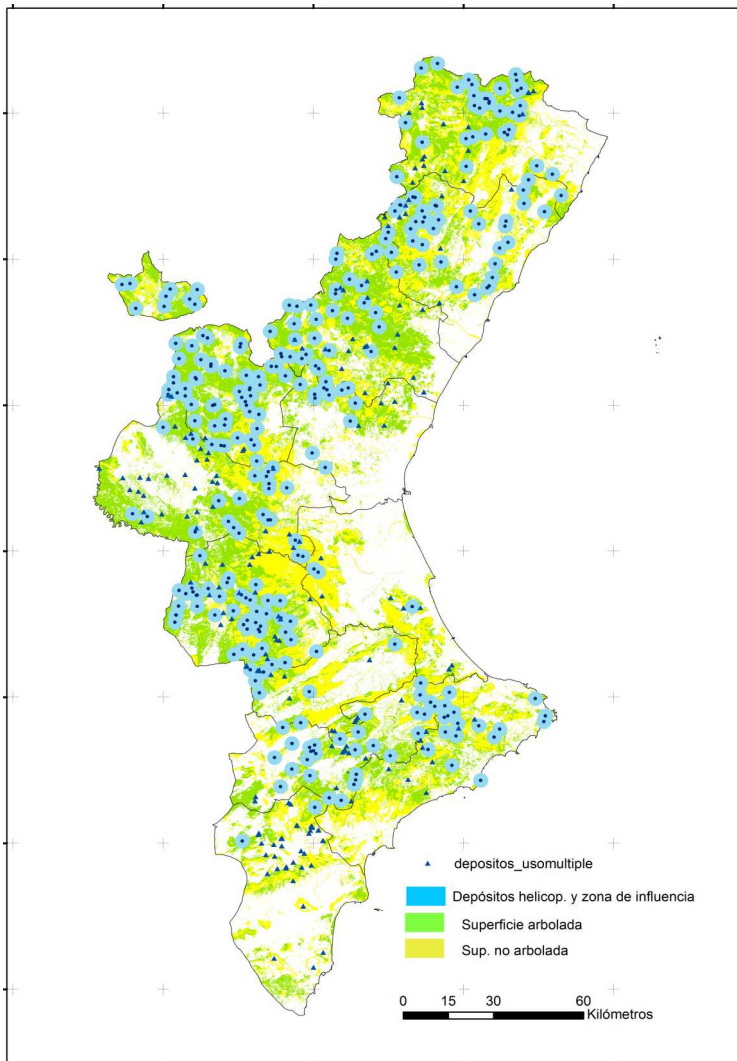 depositos_usomultiple
Depósitos helicop. y zona de influencia
Superficie arbolada
Sup. no arbolada
0 15 30 60
Kilómetros